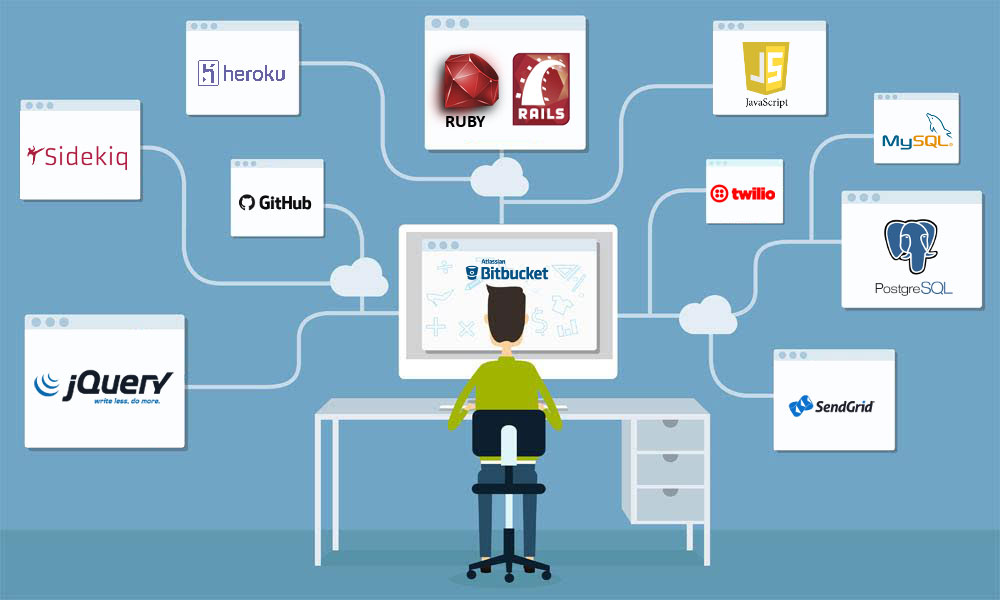 heroku
RUBY
RAILS
JS
JavaScript
Sidekiq
MySQL®
GitHub
twilio
PostgreSQL
Atlassian
Bitbucket
jQuery
write less, do more.
SendGrid